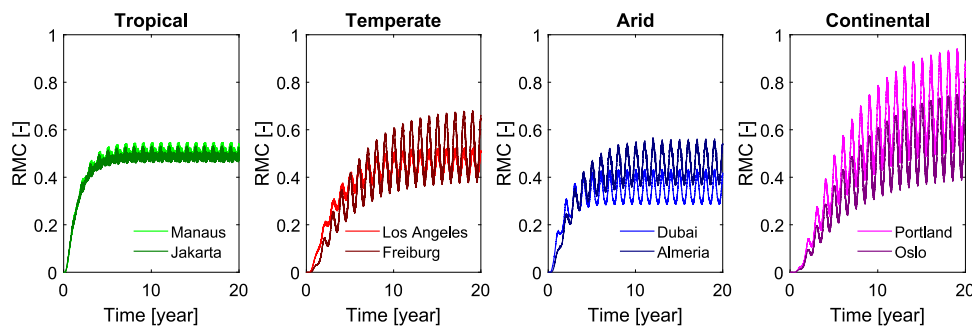 Tropical
RMC [-]
1
0.8
0.6
0.4
0.2
0
Manaus
Jakarta
0 10 20
Time [year]
Temperate
RMC [-]
1
0.8
0.6
0.4
0.2
0
Los Angeles
Freiburg
0 10 20
Time [year]
Arid
RMC [-]
1
0.8
0.6
0.4
0.2
0
Dubai
Almeria
0 10 20
Time [year]
Continental
RMC [-]
1
0.8
0.6
0.4
0.2
0
Portland
Oslo
0 10 20
Time [year]